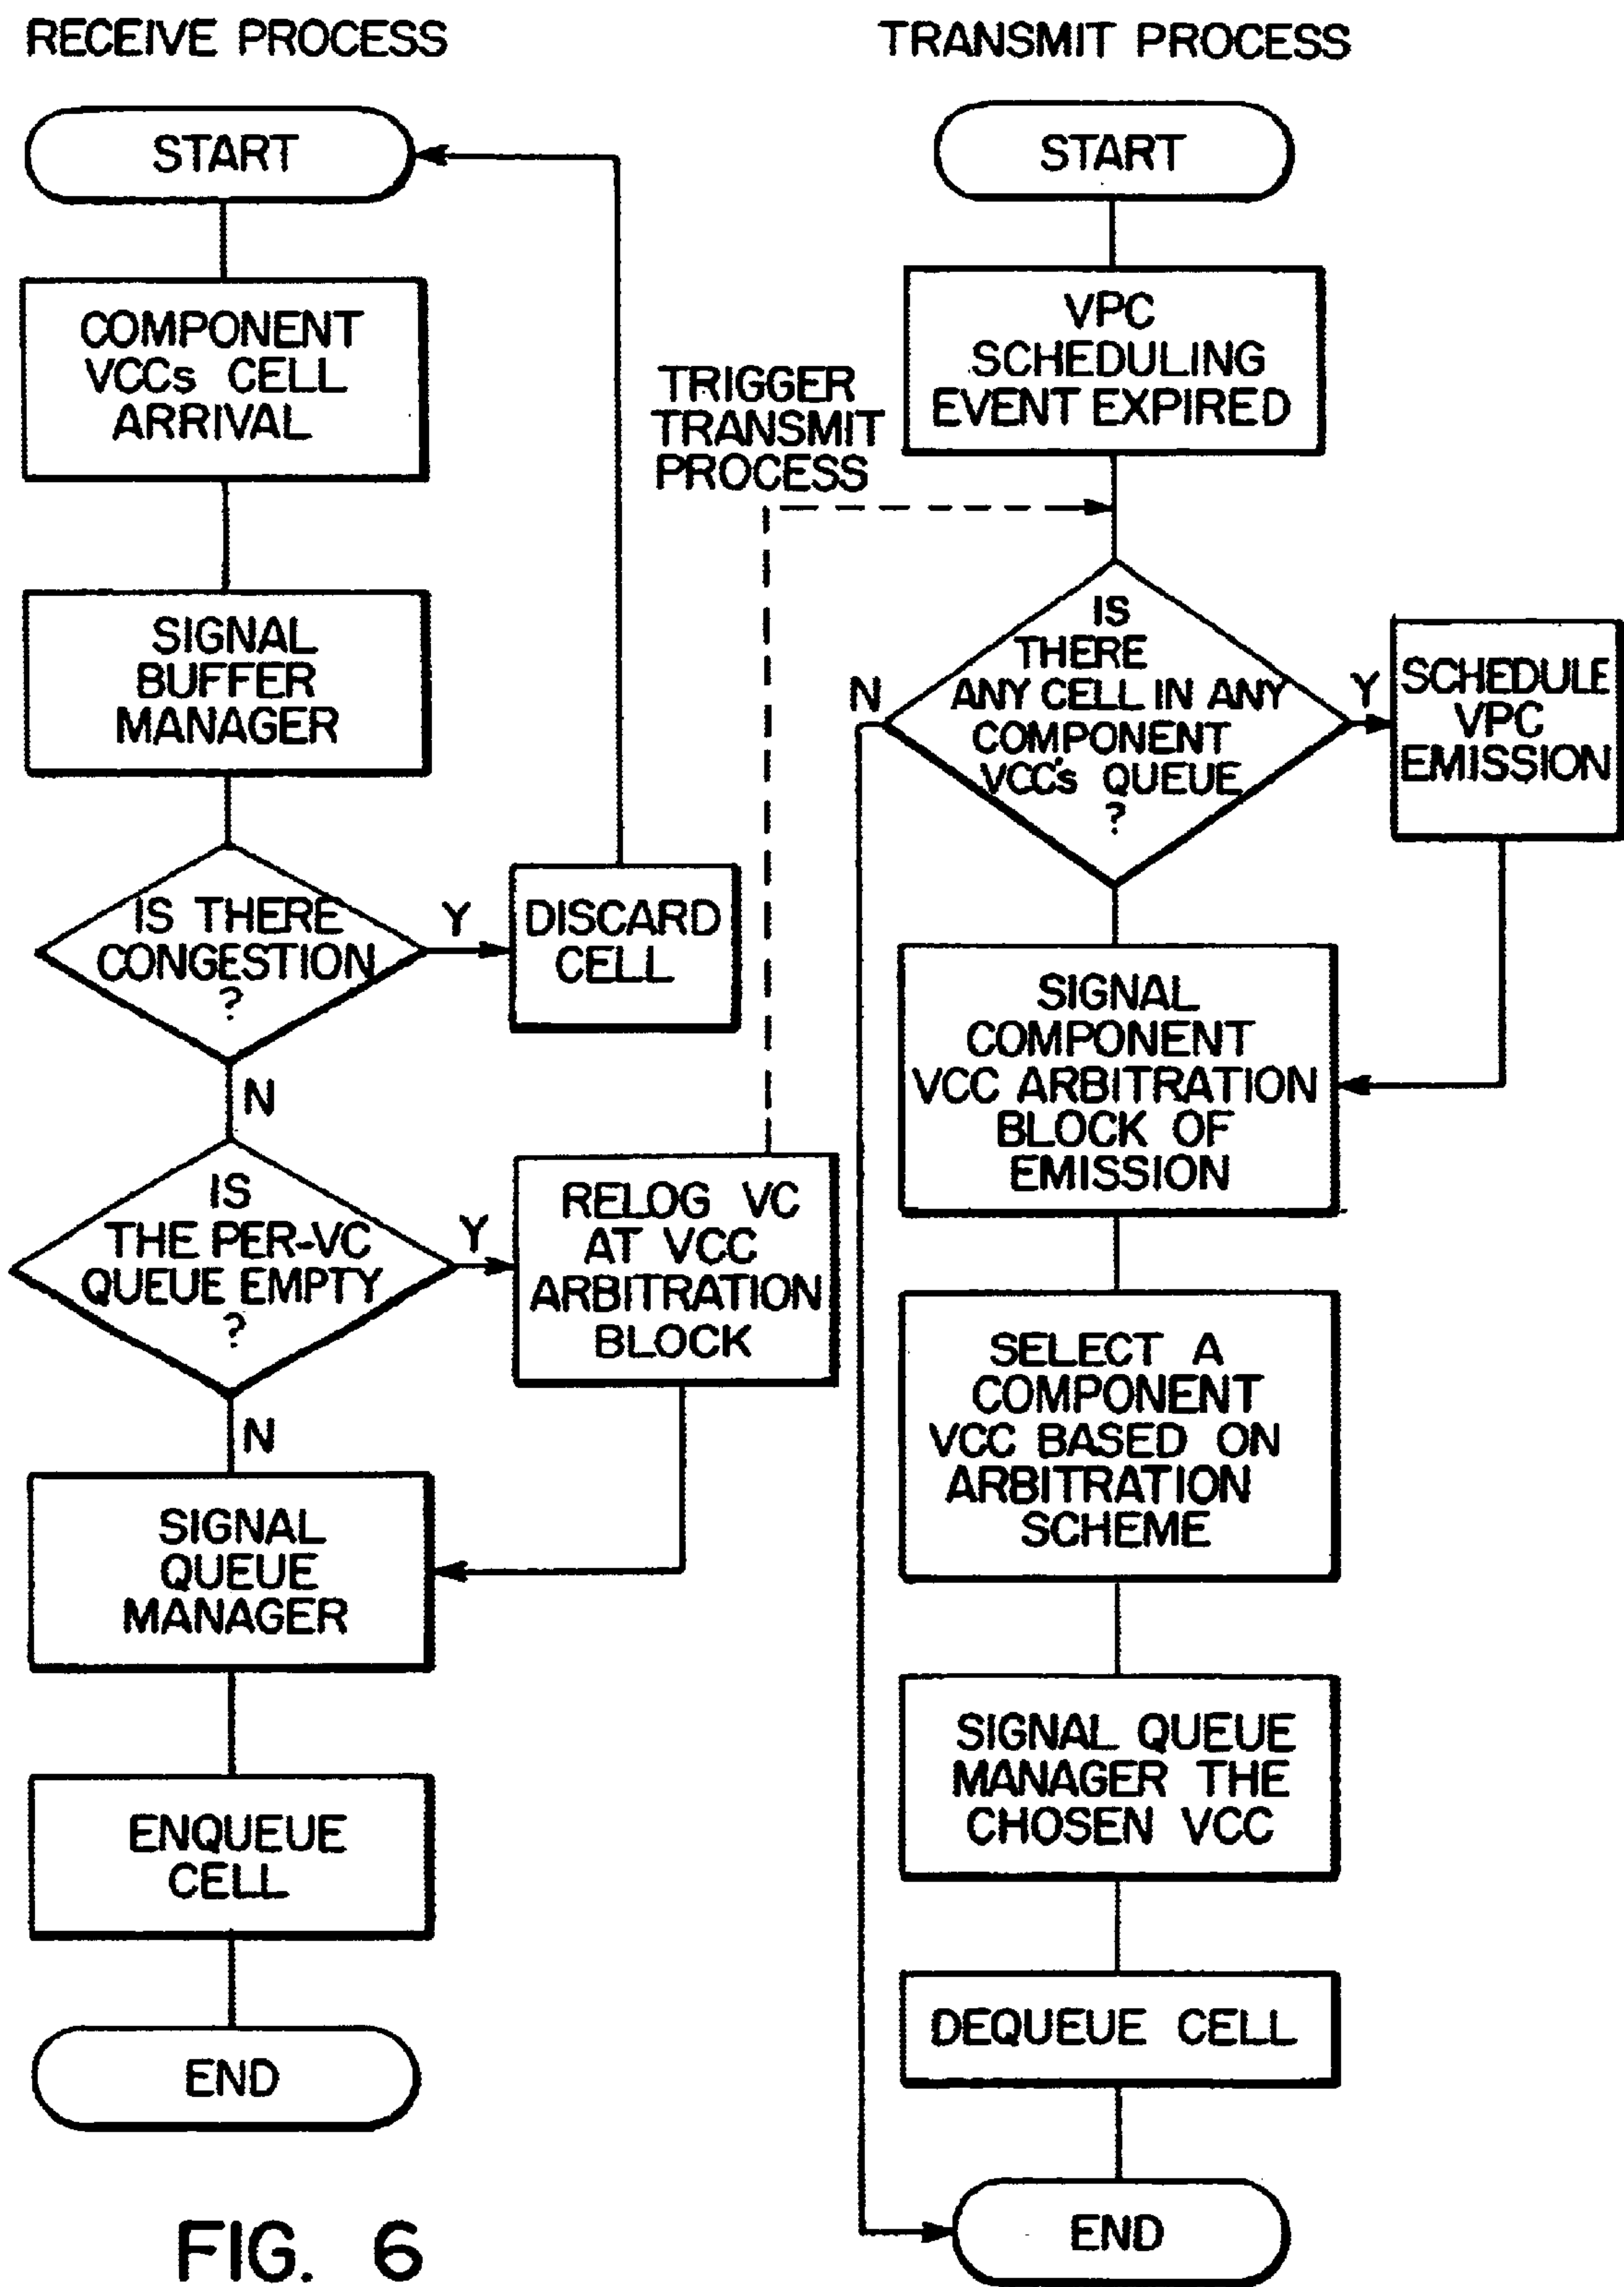 RECEIVE PROCESS
START
COMPONENT
VCCs CELL
ARRIVAL
SIGNAL
BUFFER
MANAGER
IS THERE
CONGESTION
?
Y
DISCARD
CELL
N
IS
THE PER-VC
QUEUE EMPTY
?
Y
RELOG VC
AT VCC
ARBITRATION
BLOCK
N
SIGNAL
QUEUE
MANAGER
ENQUEUE
CELL
END
TRIGGER
TRANSMIT
PROCESS
TRANSMIT PROCESS
START
VPC
SCHEDULING
EVENT EXPIRED
IS
THERE
ANY CELL IN ANY
COMPONENT
VCC's QUEUE
?
N
Y
SCHEDULE
VPC
EMISSION
SIGNAL
COMPONENT
VCC ARBITRATION
BLOCK OF
EMISSION
SELECT A
COMPONENT
VCC BASED ON
ARBITRATION
SCHEME
SIGNAL QUEUE
MANAGER THE
CHOSEN VCC
DEQUEUE CELL
END
FIG. 6